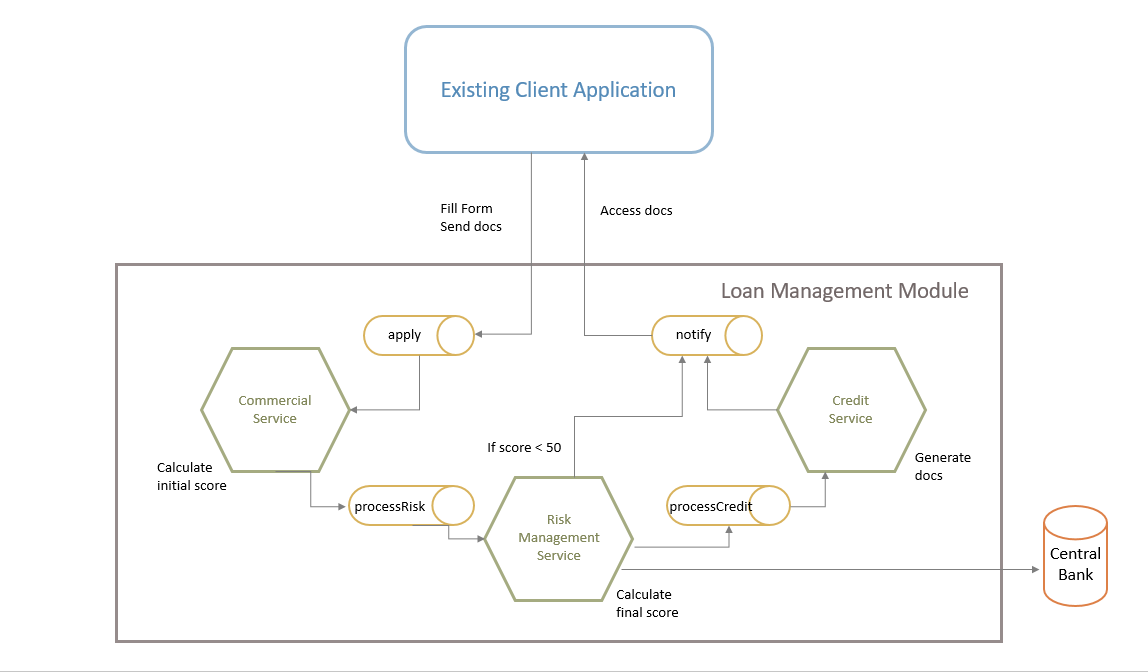 Existing Client Application
Fill Form
Send docs
Access docs
Loan Management Module
apply
notify
Commercial
Service
Credit
Service
If score < 50
Calculate
initial score
Generate
docs
processRisk
processCredit
Risk
Management
Service
Central
Bank
Calculate
final score